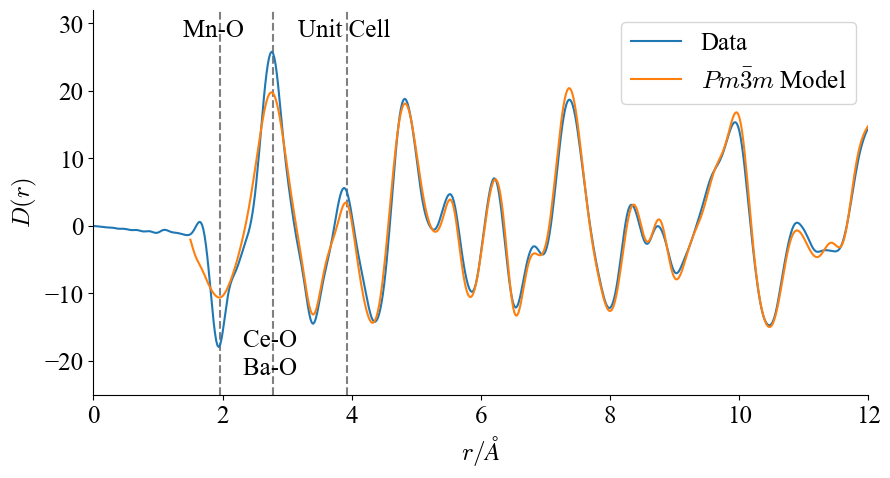 Mn-O Unit Cell
Data
Pm3̄m Model
30
20
10
0
−10
−20
D(r)
Ce-O
Ba-O
0 2 4 6 8 10 12
r/Å